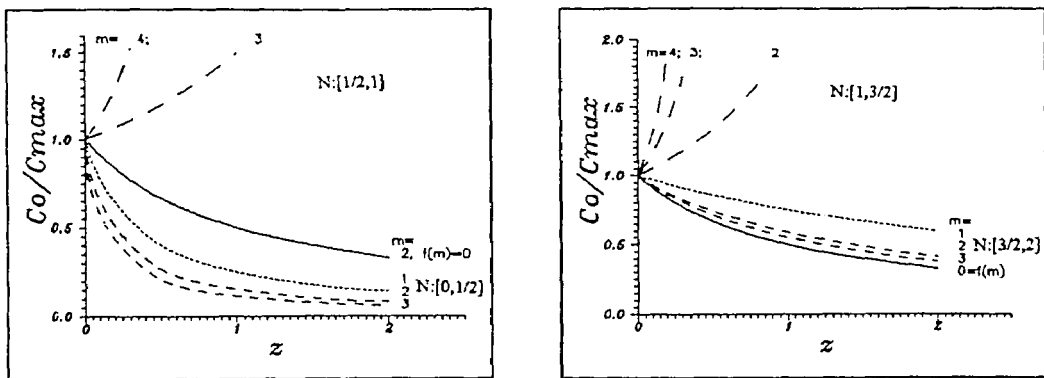 m= 4; 3
1.5
N:[1/2,1}
1.0
Co/Cmax
0.5
m=
2, f(m)=0
1
2 N:[0,1/2]
3
0.0
0 1 2
z
2.0
m=4; 3; 2
N:[1,3/2]
1.5
Co/Cmax
1.0
m=
1
0.5
2 N:[3/2,2]
3
0=f(m)
0.0
0 1 2
z